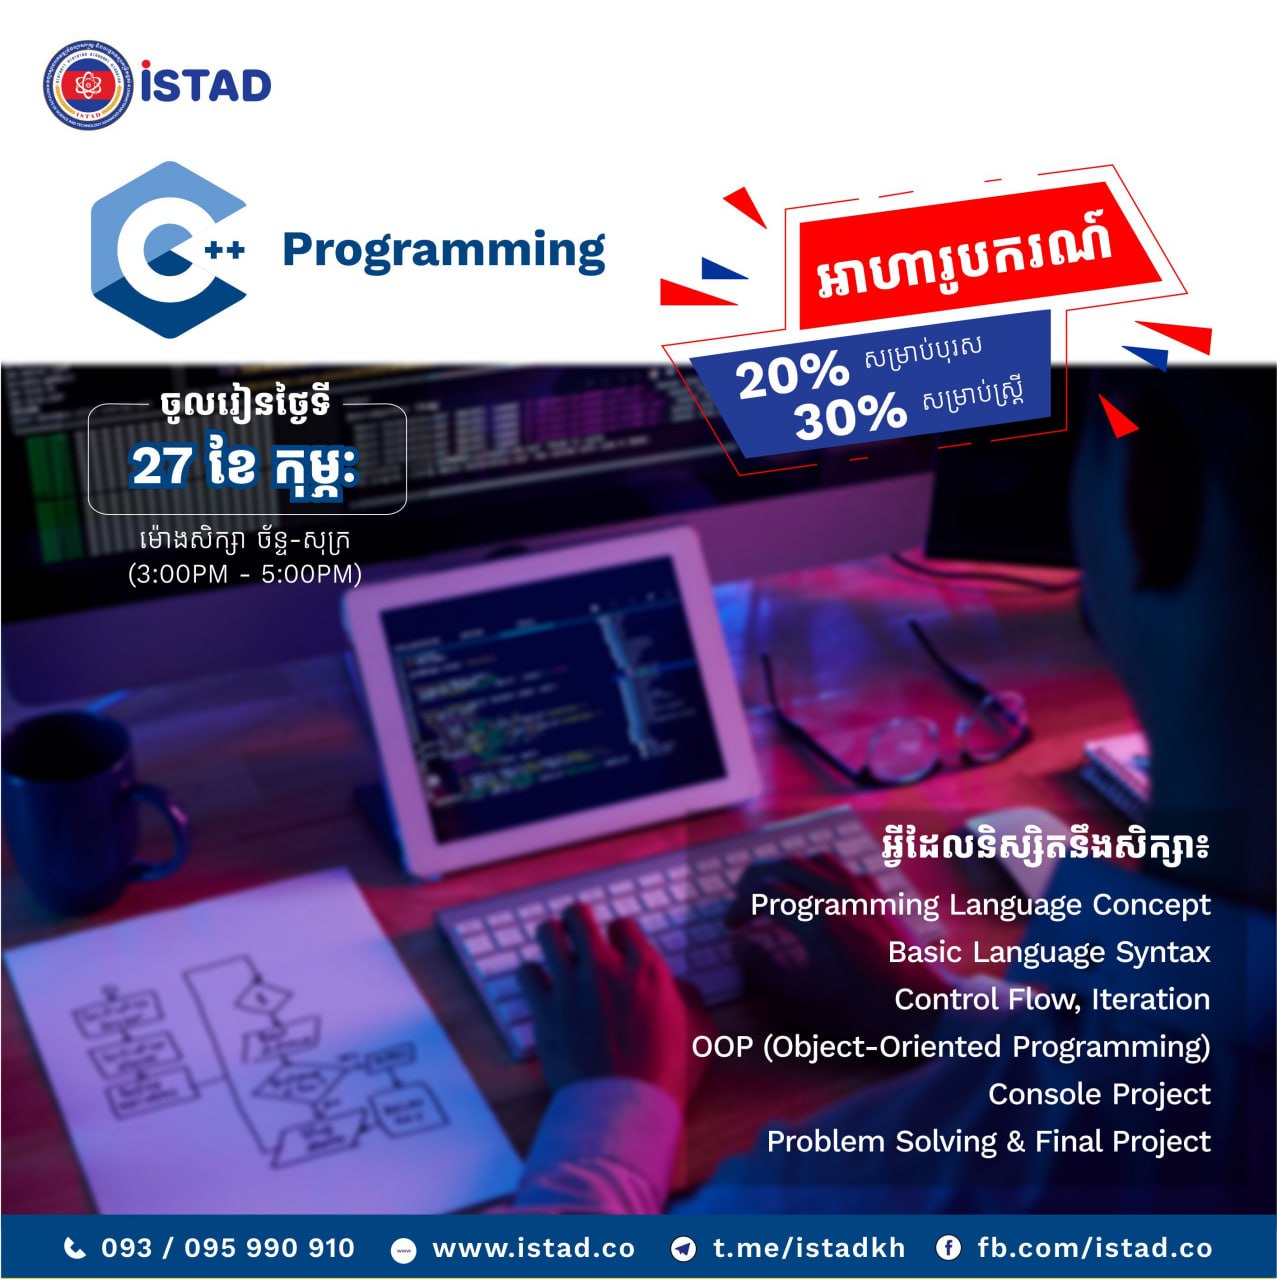 iSTAD
C++ Programming
អាហារូបករណ៍
20% សម្រាប់បុរស
30% សម្រាប់ស្ត្រី
ចូលរៀនថ្ងៃទី
27 ខែ កុម្ភៈ
ម៉ោងសិក្សា ច័ន្ទ-សុក្រ
(3:00PM - 5:00PM)
អ្វីដែលនិស្សិតនឹងសិក្សា៖
Programming Language Concept
Basic Language Syntax
Control Flow, Iteration
OOP (Object-Oriented Programming)
Console Project
Problem Solving & Final Project
093 / 095 990 910 www.istad.co t.me/istadkh fb.com/istad.co